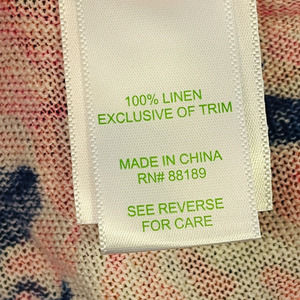 100% LINEN
EXCLUSIVE OF TRIM
MADE IN CHINA
RN# 88189
SEE REVERSE
FOR CARE